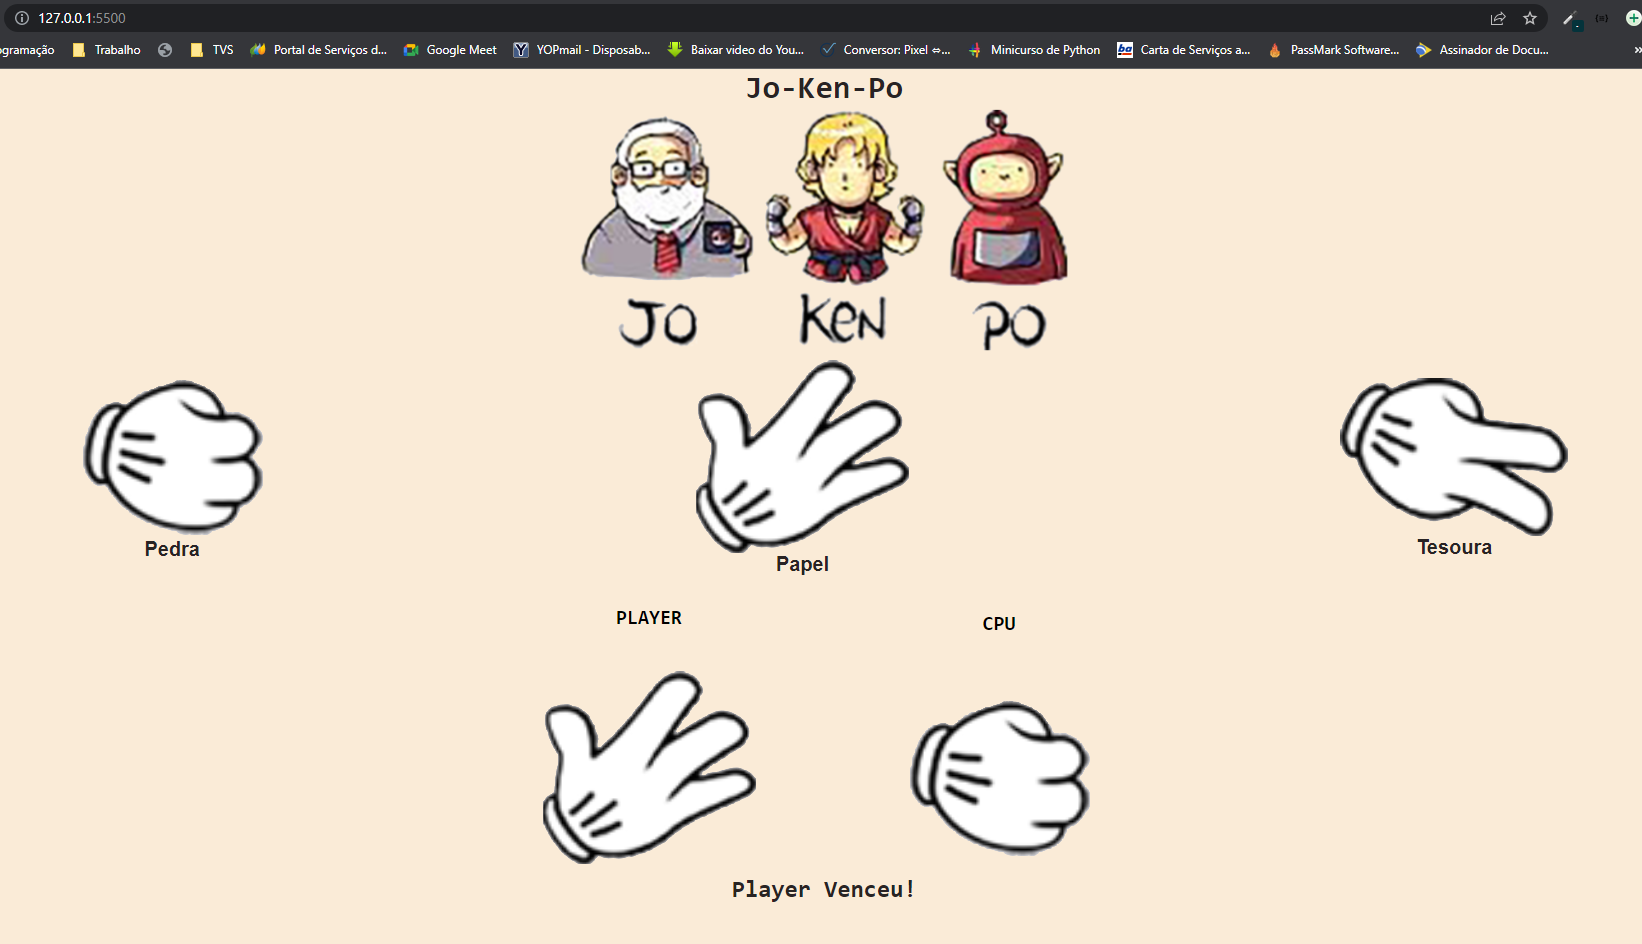 127.0.0.1:5500
ogramação Trabalho TVS Portal de Serviços d... Google Meet YOPmail - Disposab... Baixar video do You... Conversor: Pixel ⇔... Minicurso de Python ba Carta de Serviços a... PassMark Software... Assinador de Docu... »
Jo-Ken-Po
JO KEN PO
Pedra
Papel
Tesoura
PLAYER
CPU
Player Venceu!